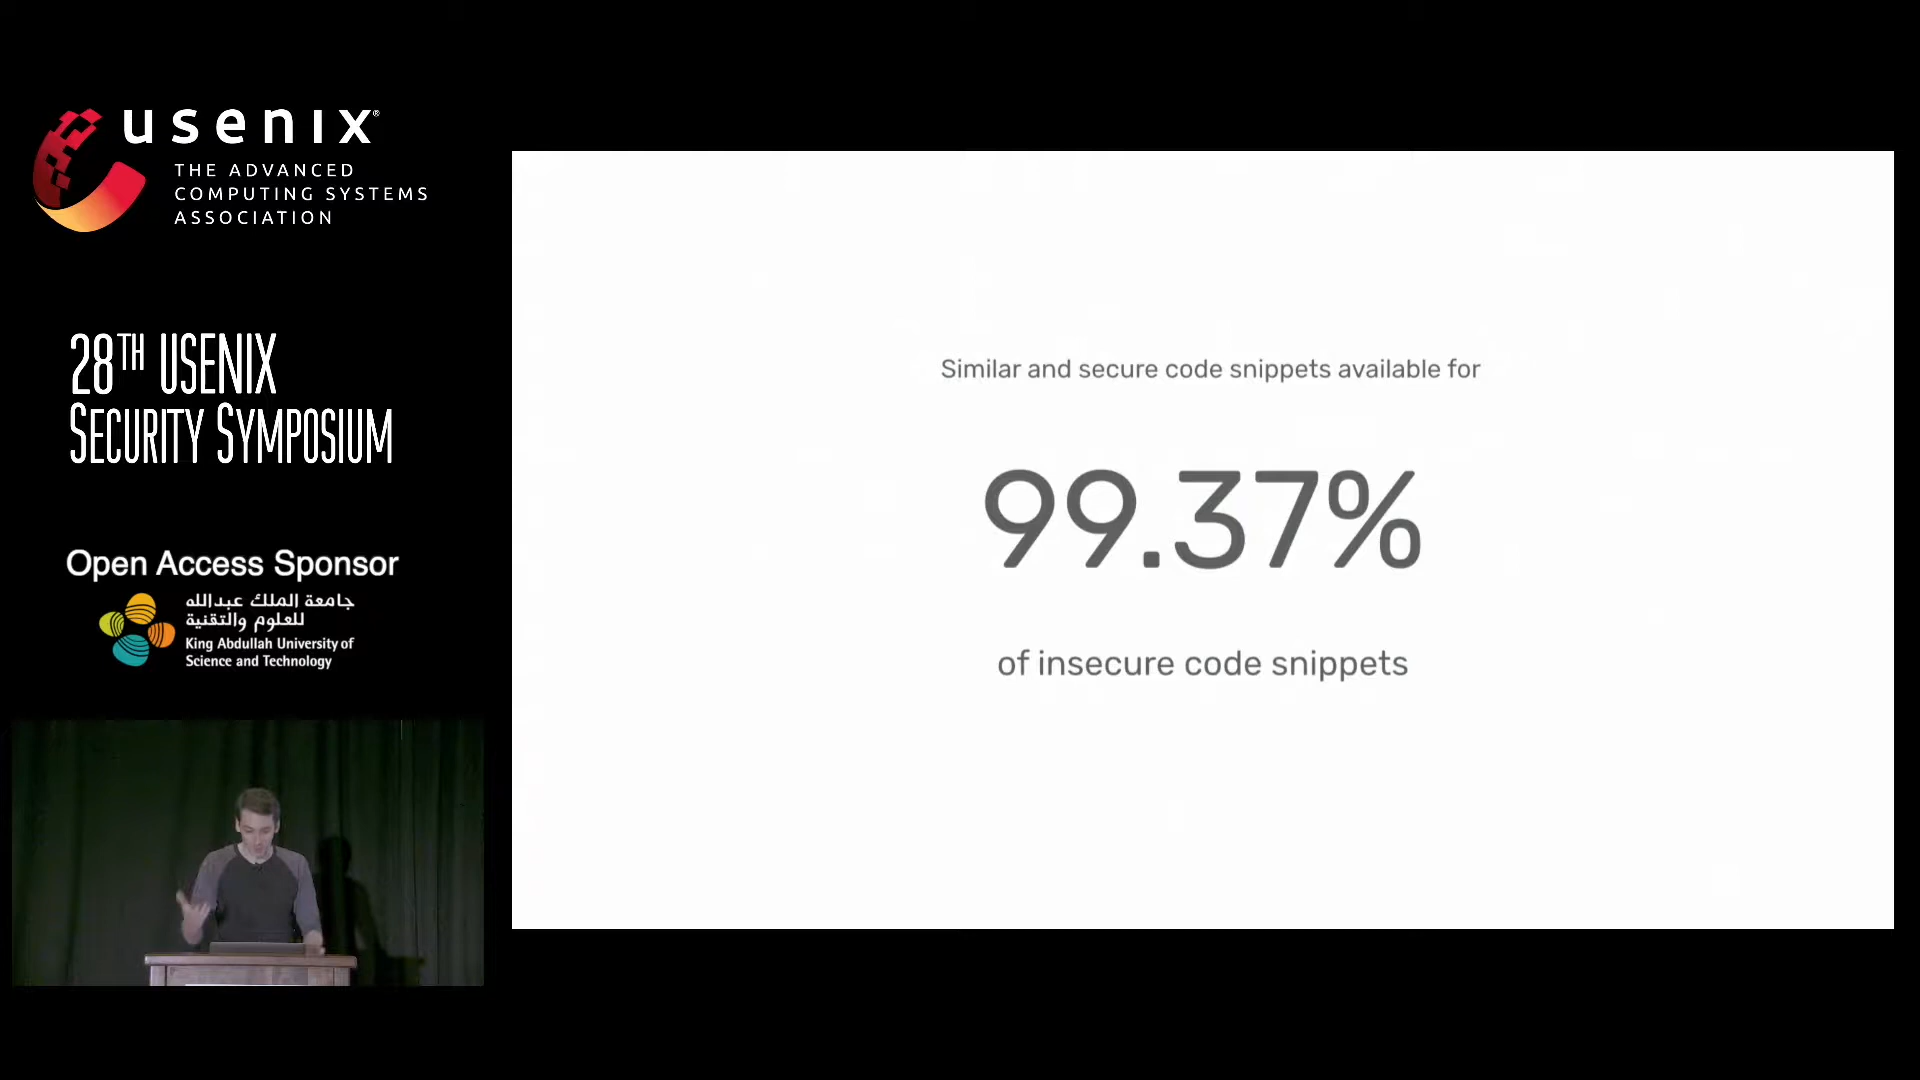 usenix®
THE ADVANCED
COMPUTING SYSTEMS
ASSOCIATION
28TH USENIX
SECURITY SYMPOSIUM
Open Access Sponsor
جامعة الملك عبدالله
للعلوم والتقنية
King Abdullah University of
Science and Technology
Similar and secure code snippets available for
99.37%
of insecure code snippets